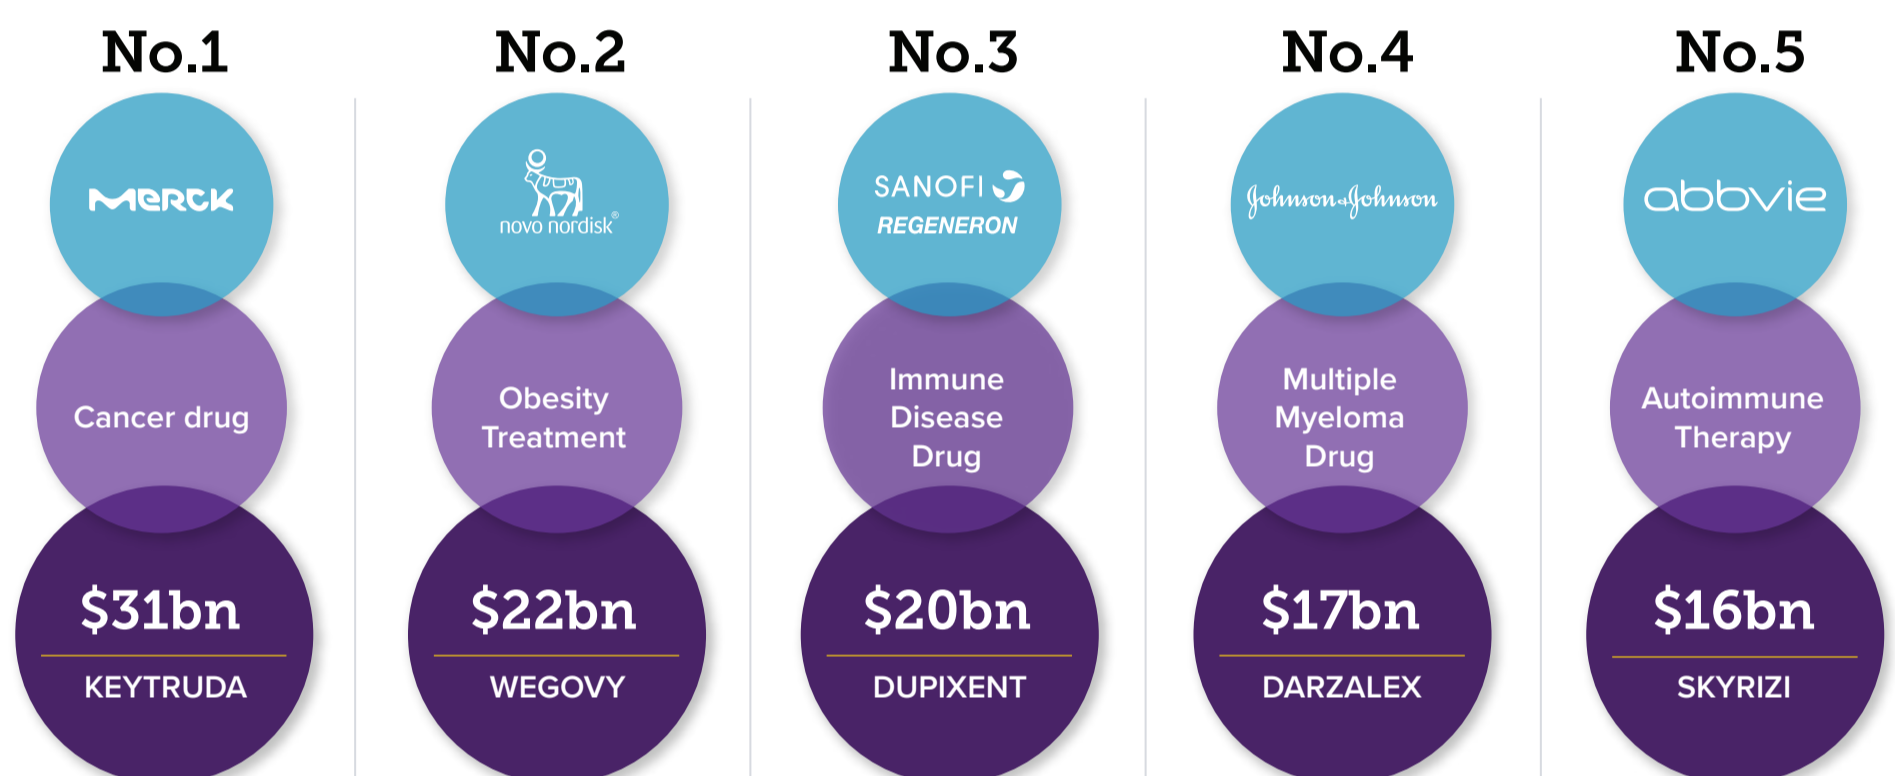 No.1
MERCK
Cancer drug
$31bn
KEYTRUDA
No.2
novo nordisk®
Obesity
Treatment
$22bn
WEGOVY
No.3
SANOFI
REGENERON
Immune
Disease
Drug
$20bn
DUPIXENT
No.4
Johnson&Johnson
Multiple
Myeloma
Drug
$17bn
DARZALEX
No.5
abbvie
Autoimmune
Therapy
$16bn
SKYRIZI